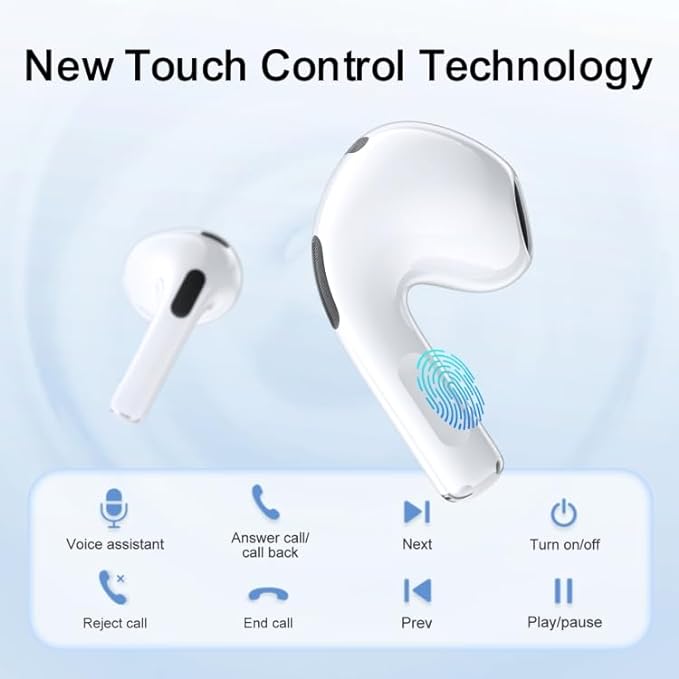 New Touch Control Technology
Voice assistant
Answer call/
call back
Next
Turn on/off
Reject call
End call
Prev
Play/pause